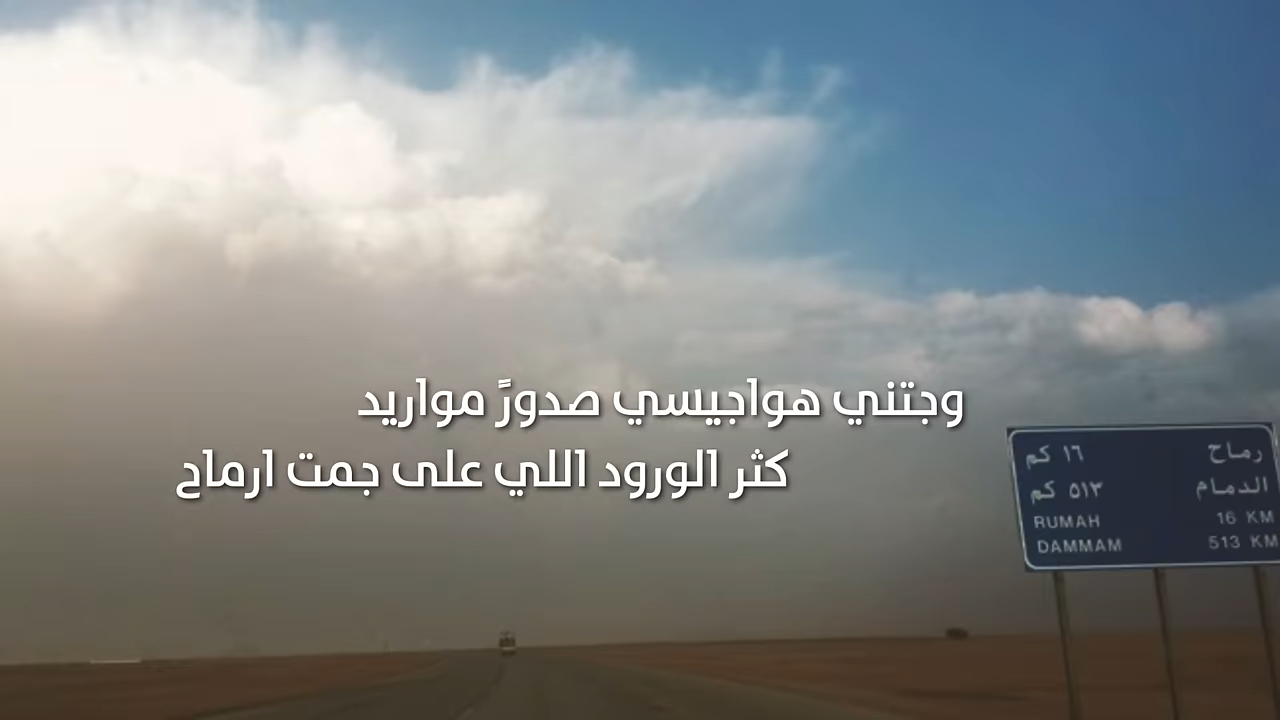 وجتني هواجيسي صدورً مواريد
كثر الورود اللي على جمت ارماح
رماح ١٦ كم
الدمام ٥١٣ كم
RUMAH 16 KM
DAMMAM 513 KM